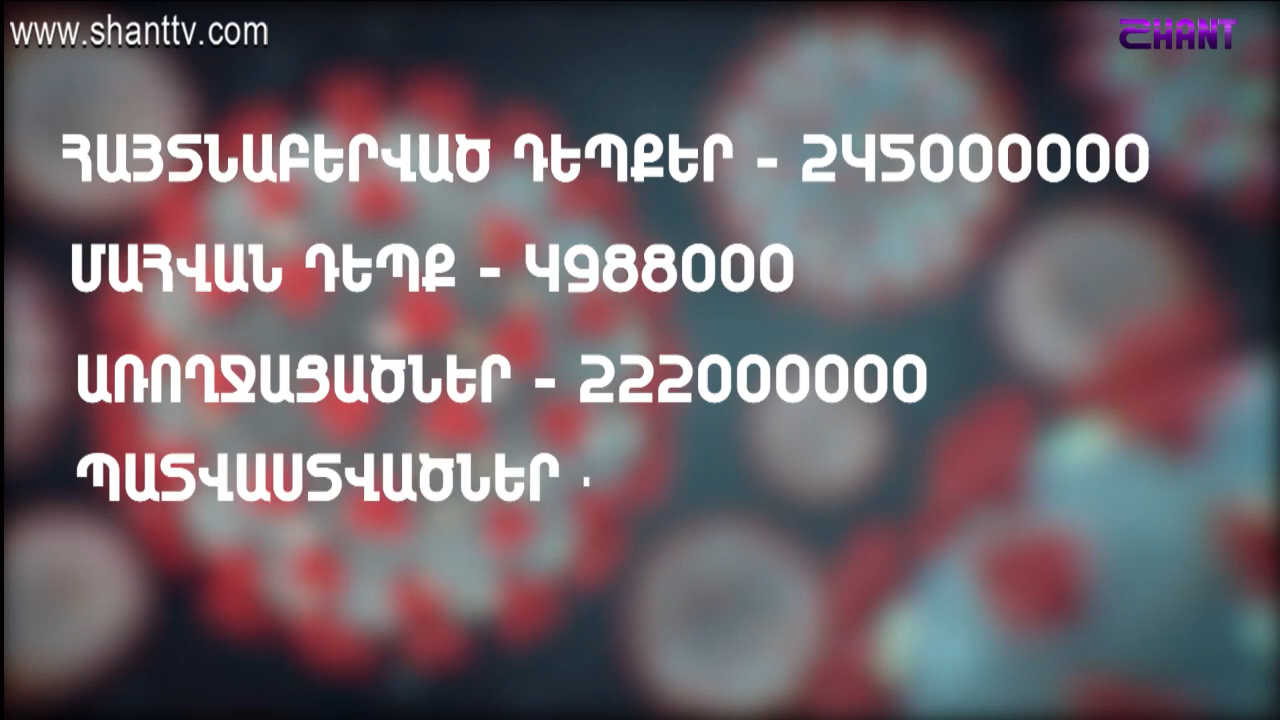 www.shanttv.com
SHANT
ՀԱՅՏՆԱԲԵՐՎԱԾ ԴԵՊՔԵՐ - 245000000
ՄԱՀՎԱՆ ԴԵՊՔ - 4988000
ԱՌՈՂՋԱՑԱԾՆԵՐ - 222000000
ՊԱՏՎԱՍՏՎԱԾՆԵՐ -